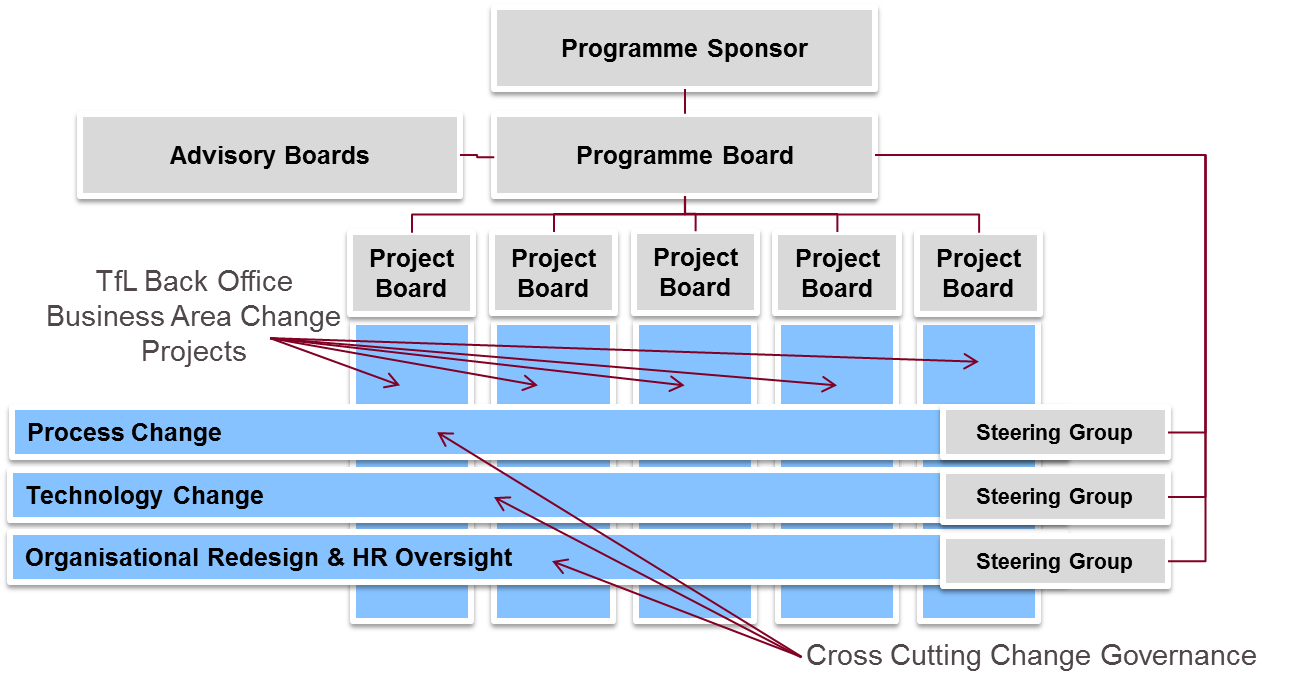 Programme Sponsor
Advisory Boards
Programme Board
Project
Board
Project
Board
Project
Board
Project
Board
Project
Board
TfL Back Office
Business Area Change
Projects
Process Change
Steering Group
Technology Change
Steering Group
Organisational Redesign & HR Oversight
Steering Group
Cross Cutting Change Governance